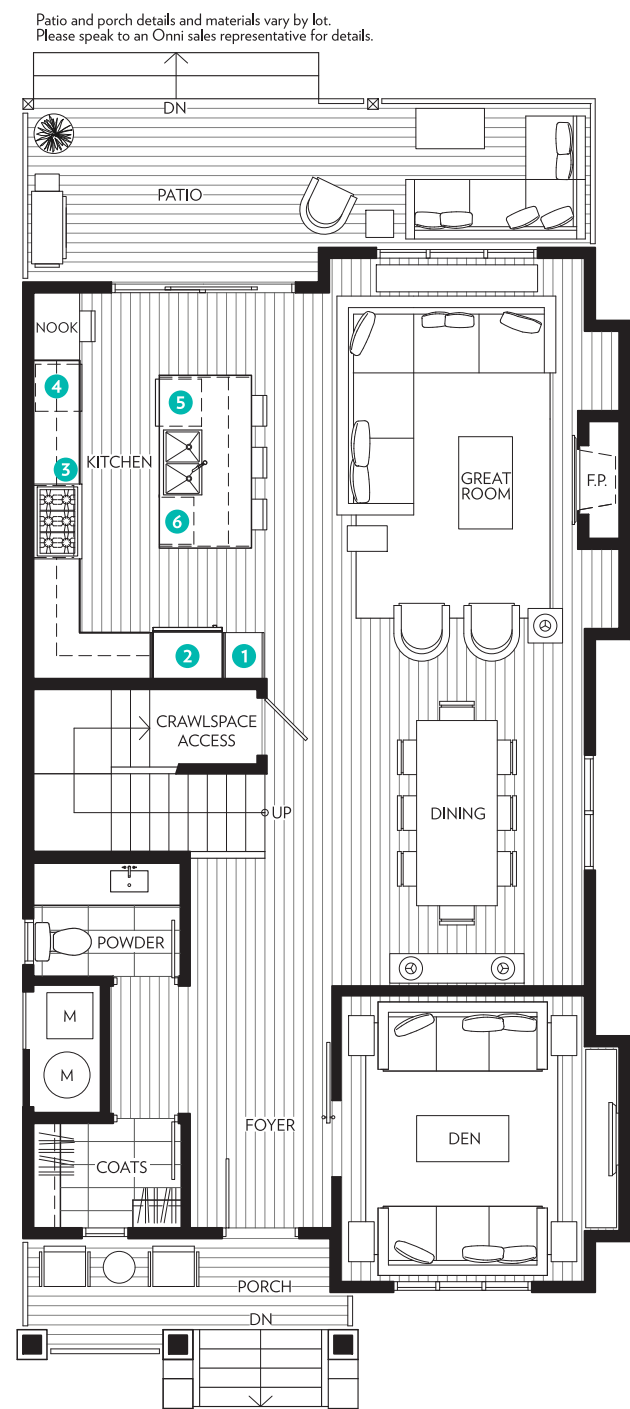 Patio and porch details and materials vary by lot.
Please speak to an Onni sales representative for details.
DN
PATIO
NOOK
4
5
3
KITCHEN
GREAT
ROOM
F.P.
6
2
1
CRAWLSPACE
ACCESS
UP
DINING
POWDER
M
M
FOYER
DEN
COATS
PORCH
DN